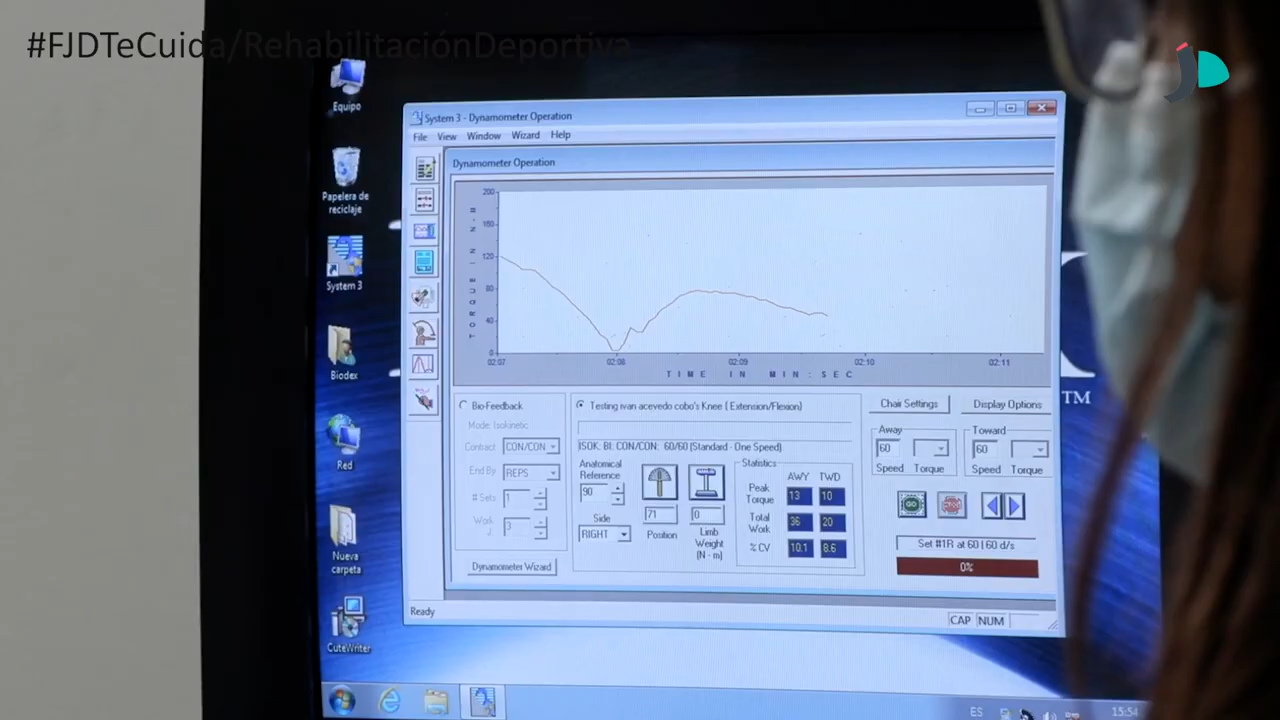 #FJDTeCuida/RehabilitaciónDeportiva
Equipo
Papelera de
reciclaje
System 3
Biodex
Red
Nueva
carpeta
CuteWriter
System 3 - Dynamometer Operation
File View Window Wizard Help
Dynamometer Operation
TORQUE IN N-M
200
160
120
80
40
0
02:07 02:08 02:09 02:10 02:11
TIME IN MIN:SEC
Bio-Feedback
Mode: Isokinetic
Contract CON/CON
End By REPS
# Sets 1
Work 3
Dynamometer Wizard
Testing ivan acevedo cobo's Knee (Extension/Flexion)
ISOK: BI: CON/CON: 60/60 (Standard - One Speed)
Anatomical
Reference
90
Side
RIGHT
71
Position
0
Limb
Weight
(N - m)
Statistics
AWY TWD
Peak
Torque 13 10
Total
Work 36 20
% CV 10.1 8.6
Chair Settings Display Options
Away
60
Speed Torque
Toward
60
Speed Torque
GO
Set #1R at 60 | 60 d/s
0%
Ready
CAP NUM
TM
ES
15:54